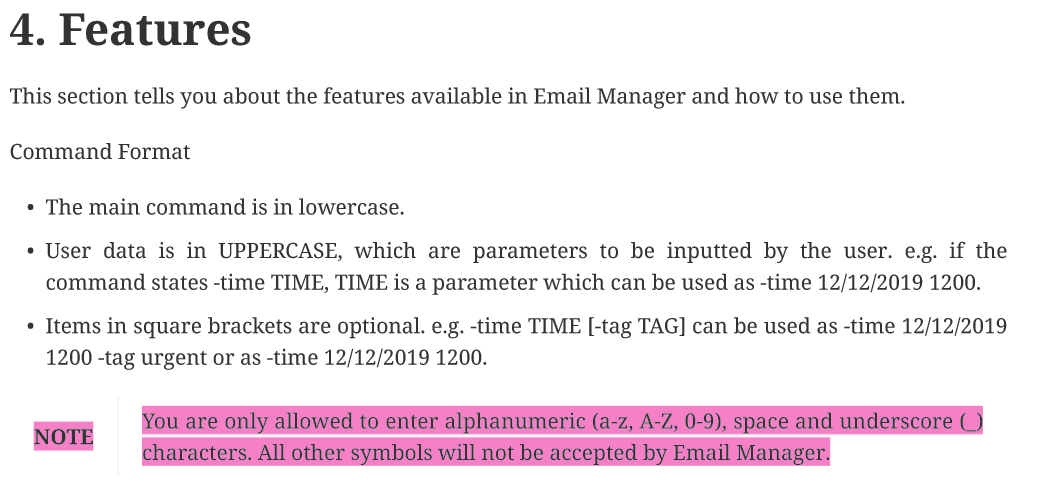 4. Features
This section tells you about the features available in Email Manager and how to use them.
Command Format
• The main command is in lowercase.
• User data is in UPPERCASE, which are parameters to be inputted by the user. e.g. if the
command states -time TIME, TIME is a parameter which can be used as -time 12/12/2019 1200.
• Items in square brackets are optional. e.g. -time TIME [-tag TAG] can be used as -time 12/12/2019
1200 -tag urgent or as -time 12/12/2019 1200.
NOTE
You are only allowed to enter alphanumeric (a-z, A-Z, 0-9), space and underscore (_)
characters. All other symbols will not be accepted by Email Manager.